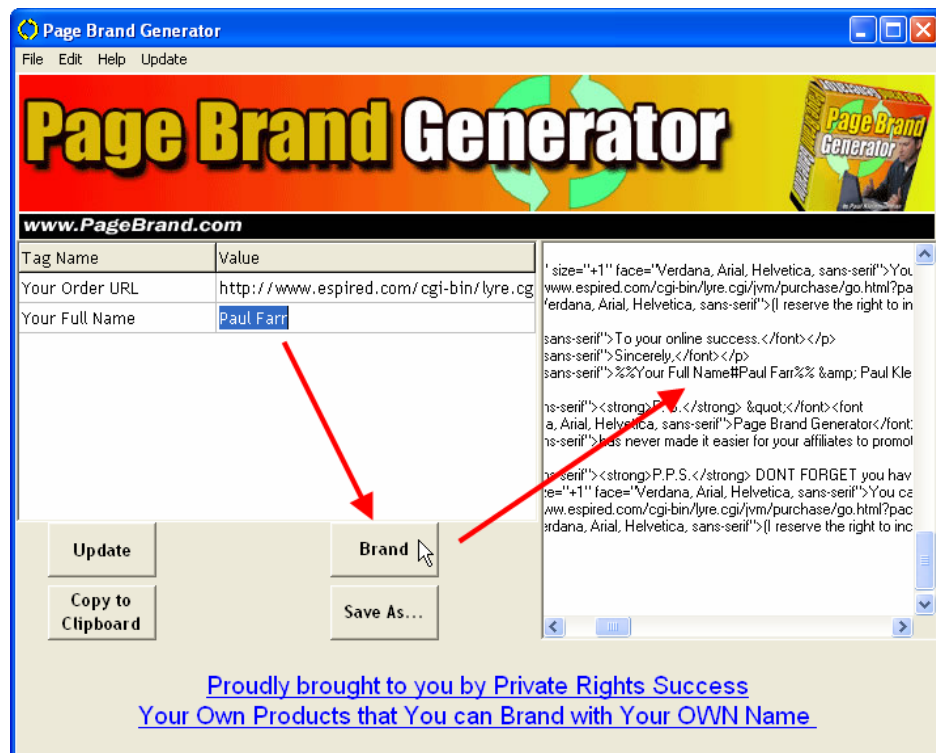 Page Brand Generator
File Edit Help Update
Page Brand Generator
Page Brand
Generator
www.PageBrand.com
Tag Name Value
Your Order URL http://www.espired.com/cgi-bin/lyre.cg
Your Full Name Paul Farr
' size="+1" face="Verdana, Arial, Helvetica, sans-serif">You
www.espired.com/cgi-bin/lyre.cgi/jvm/purchase/go.html?pa
'erdana, Arial, Helvetica, sans-serif">(I reserve the right to in
sans-serif">To your online success.</font></p>
sans-serif">Sincerely,</font></p>
sans-serif">%%Your Full Name#Paul Farr%% &amp; Paul Kle
ns-serif"><strong>P.S.</strong> &quot;</font><font
a, Arial, Helvetica, sans-serif">Page Brand Generator</font>
ns-serif">has never made it easier for your affiliates to promo
ns-serif"><strong>P.P.S.</strong> DONT FORGET you hav
ze="+1" face="Verdana, Arial, Helvetica, sans-serif">You ca
ww.espired.com/cgi-bin/lyre.cgi/jvm/purchase/go.html?pac
erdana, Arial, Helvetica, sans-serif">(I reserve the right to inc
Update
Brand
Copy to
Clipboard
Save As...
Proudly brought to you by Private Rights Success
Your Own Products that You can Brand with Your OWN Name